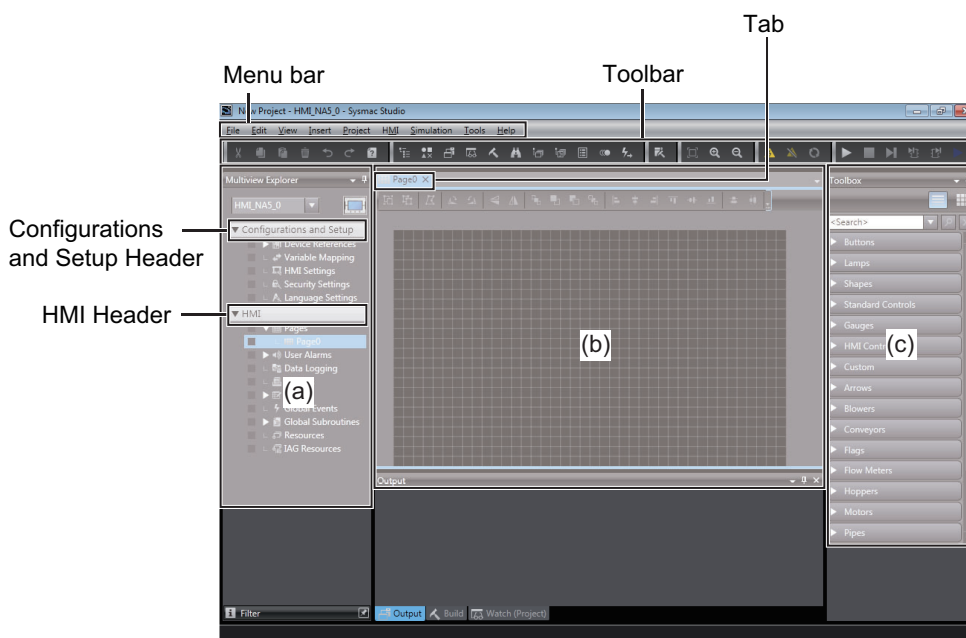 Tab
Menu bar
Toolbar
New Project - HMI_NA5_0 - Sysmac Studio
File Edit View Insert Project HMI Simulation Tools Help
Multiview Explorer
Page0
Toolbox
HMI_NA5_0
<Search>
Configurations and Setup Header
Configurations and Setup
Device References
Variable Mapping
HMI Settings
Security Settings
Language Settings
HMI Header
HMI
Pages
Page0
User Alarms
Data Logging
(a)
Global Events
Global Subroutines
Resources
IAG Resources
(b)
Buttons
Lamps
Shapes
Standard Controls
Gauges
(c)
Custom
Arrows
Blowers
Conveyors
Flags
Flow Meters
Hoppers
Motors
Pipes
Output
Filter
Output Build Watch (Project)